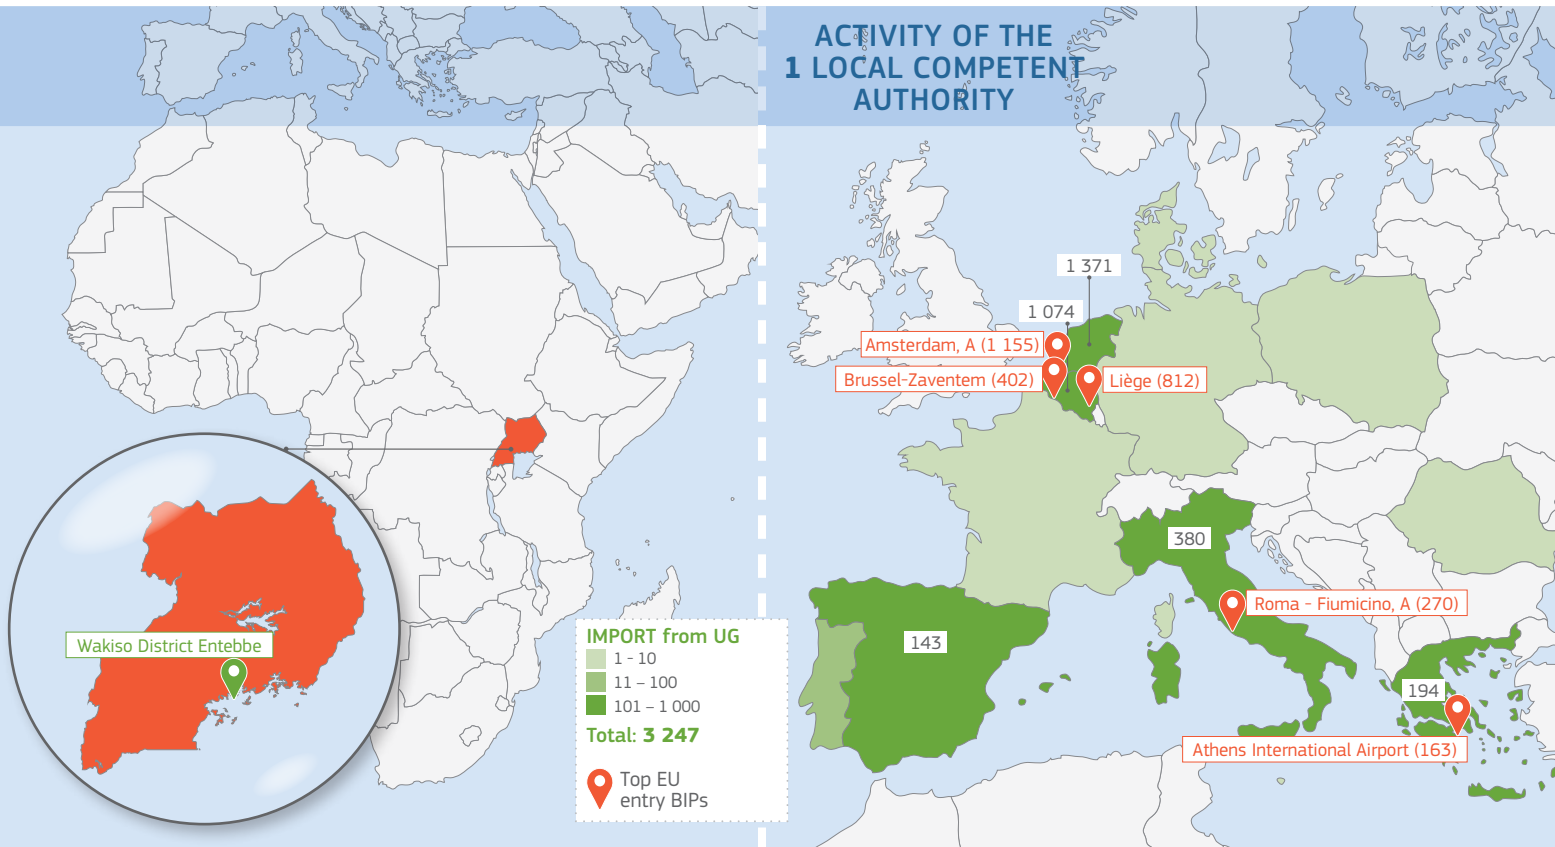 ACTIVITY OF THE
1 LOCAL COMPETENT
AUTHORITY
1 371
1 074
Amsterdam, A (1 155)
Brussel-Zaventem (402)
Liège (812)
380
Roma - Fiumicino, A (270)
143
194
Athens International Airport (163)
Wakiso District Entebbe
IMPORT from UG
1 - 10
11 – 100
101 – 1 000
Total: 3 247
Top EU
entry BIPs